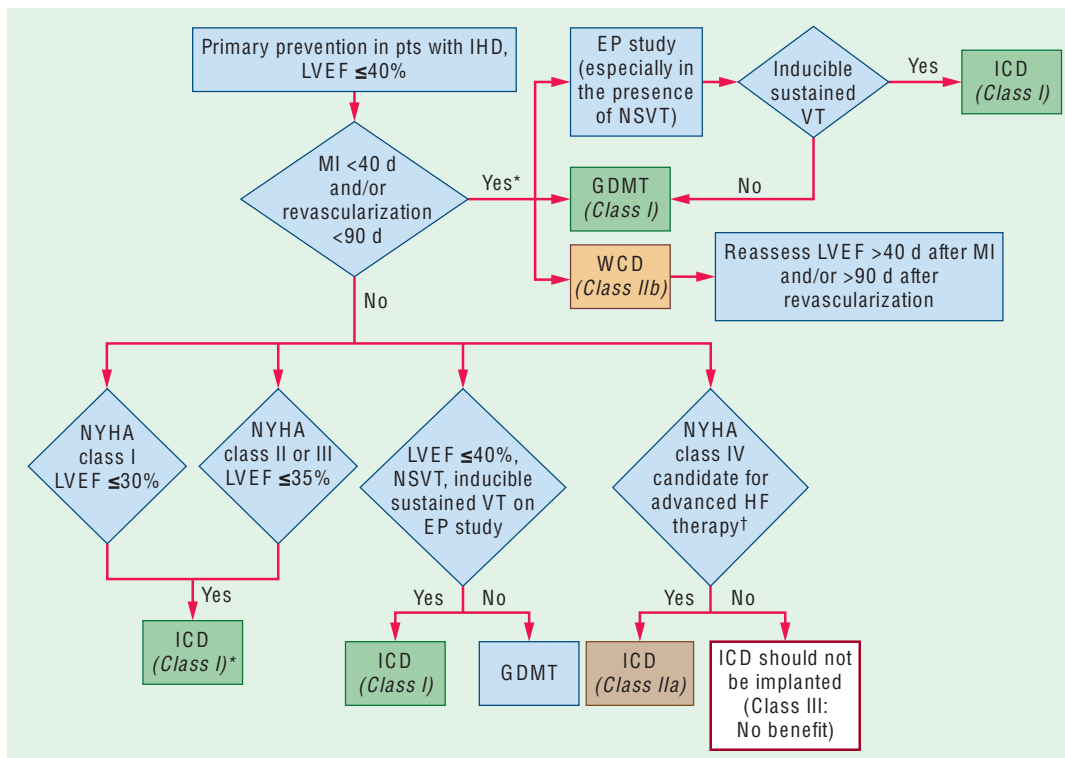 Primary prevention in pts with IHD,
LVEF ≤40%
EP study
(especially in
the presence
of NSVT)
Inducible
sustained
VT
Yes
ICD
(Class I)
MI <40 d
and/or
revascularization
<90 d
Yes*
No
GDMT
(Class I)
WCD
(Class IIb)
Reassess LVEF >40 d after MI
and/or >90 d after
revascularization
No
NYHA
class I
LVEF ≤30%
NYHA
class II or III
LVEF ≤35%
LVEF ≤40%,
NSVT, inducible
sustained VT on
EP study
NYHA
class IV
candidate for
advanced HF
therapy†
Yes
ICD
(Class I)*
Yes
No
ICD
(Class I)
GDMT
Yes
No
ICD
(Class IIa)
ICD should not
be implanted
(Class III:
No benefit)